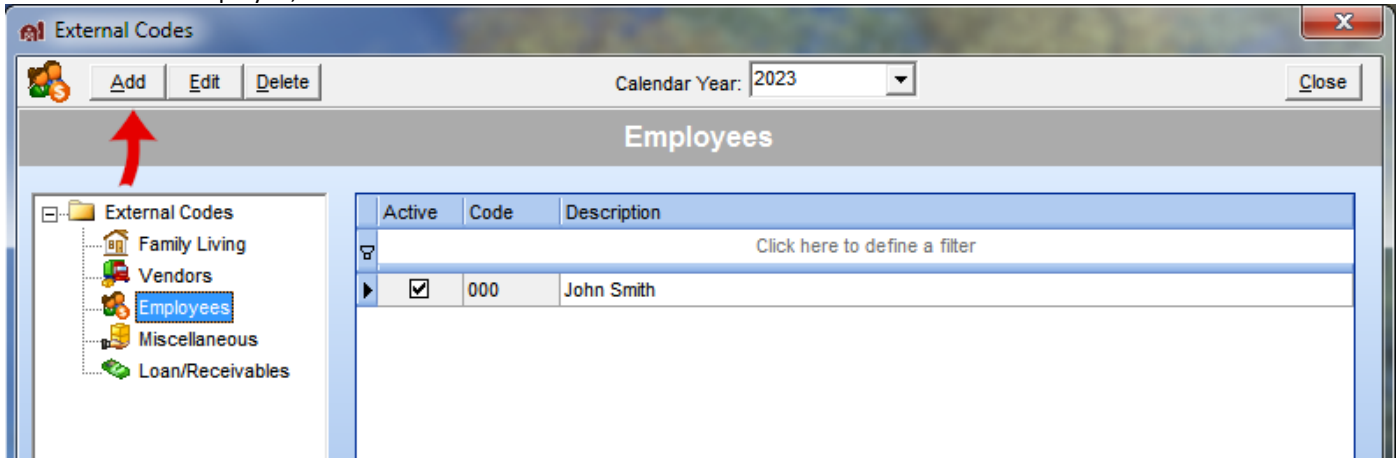 External Codes
Add Edit Delete Calendar Year: 2023 Close
Employees
External Codes
Family Living
Vendors
Employees
Miscellaneous
Loan/Receivables
Active Code Description
Click here to define a filter
000 John Smith